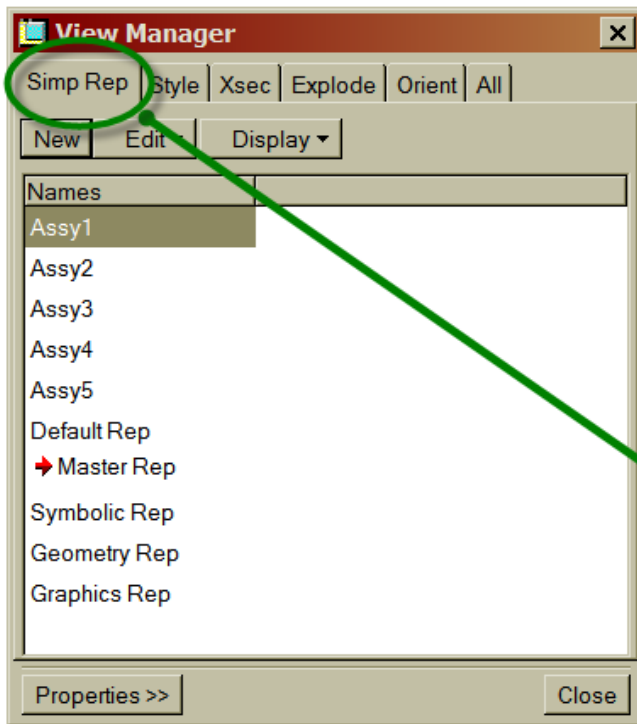 View Manager
Simp Rep Style Xsec Explode Orient All
New Edit Display
Names
Assy1
Assy2
Assy3
Assy4
Assy5
Default Rep
Master Rep
Symbolic Rep
Geometry Rep
Graphics Rep
Properties >> Close